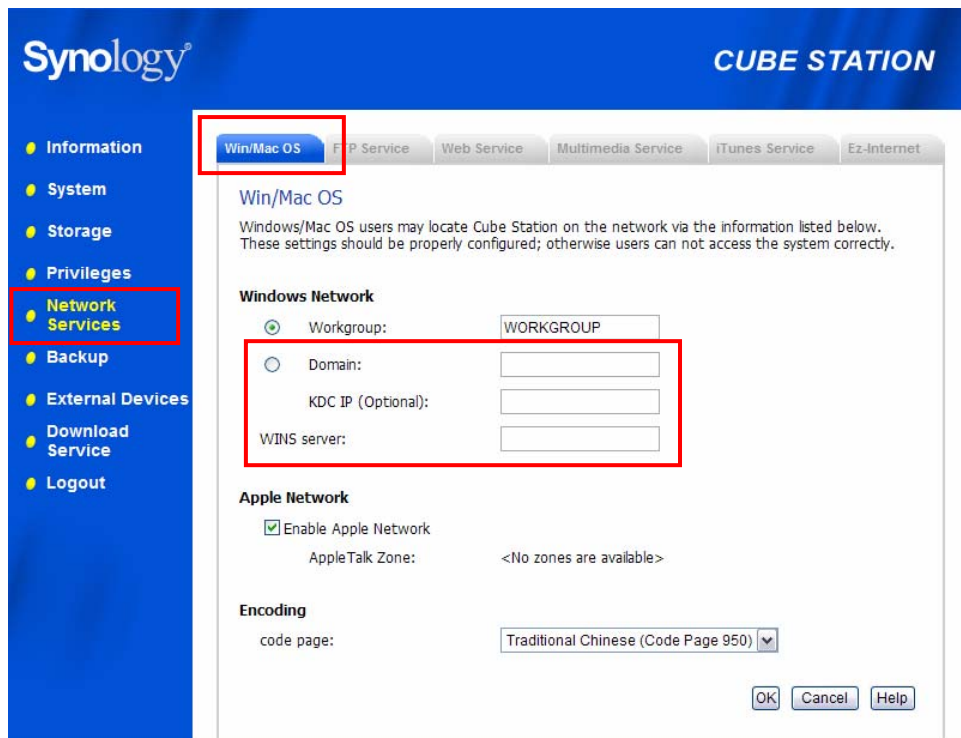 Synology®
CUBE STATION
Information
System
Storage
Privileges
Network
Services
Backup
External Devices
Download
Service
Logout
Win/Mac OS FTP Service Web Service Multimedia Service iTunes Service Ez-Internet
Win/Mac OS
Windows/Mac OS users may locate Cube Station on the network via the information listed below.
These settings should be properly configured; otherwise users can not access the system correctly.
Windows Network
Workgroup: WORKGROUP
Domain:
KDC IP (Optional):
WINS server:
Apple Network
Enable Apple Network
AppleTalk Zone: <No zones are available>
Encoding
code page: Traditional Chinese (Code Page 950)
OK Cancel Help